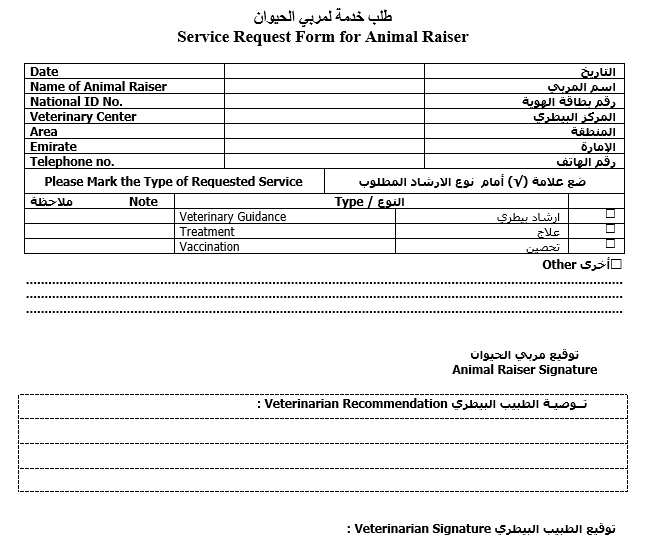 طلب خدمة لمربي الحيوان
Service Request Form for Animal Raiser
Date التاريخ
Name of Animal Raiser اسم المربي
National ID No. رقم بطاقة الهوية
Veterinary Center المركز البيطري
Area المنطقة
Emirate الإمارة
Telephone no. رقم الهاتف
Please Mark the Type of Requested Service ضع علامة (√) أمام نوع الارشاد المطلوب
ملاحظة Note النوع / Type
Veterinary Guidance ارشاد بيطري
Treatment علاج
Vaccination تحصين
أخرى Other
توقيع مربي الحيوان
Animal Raiser Signature
تـوصيـة الطبيب البيطري Veterinarian Recommendation :
توقيع الطبيب البيطري Veterinarian Signature :